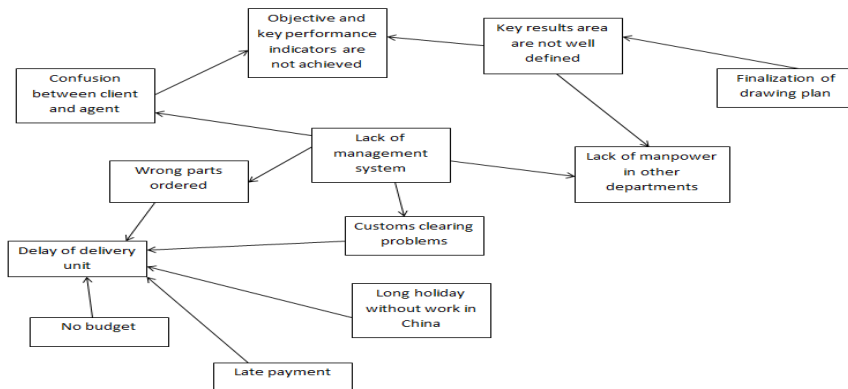 Objective and
key performance
indicators are
not achieved
Key results area
are not well
defined
Finalization of
drawing plan
Confusion
between client
and agent
Lack of
management
system
Wrong parts
ordered
Lack of manpower
in other
departments
Customs clearing
problems
Delay of delivery
unit
Long holiday
without work in
China
No budget
Late payment